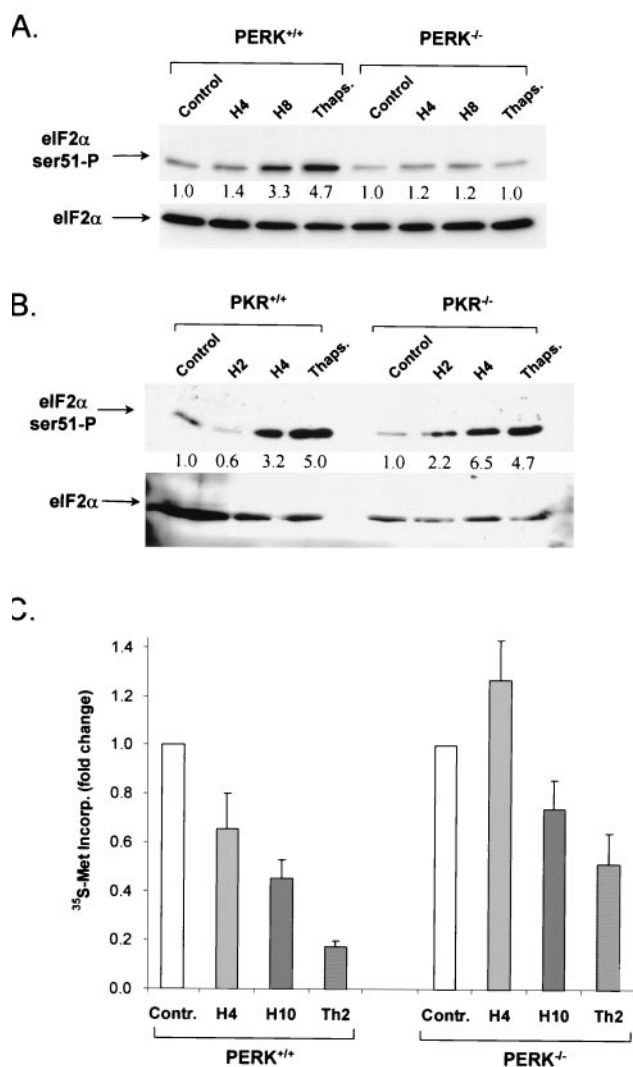 A.
PERK+/+ PERK-/-
Control H4 H8 Thaps. Control H4 H8 Thaps.
eIF2α
ser51-P
1.0 1.4 3.3 4.7 1.0 1.2 1.2 1.0
eIF2α
B.
PKR+/+ PKR-/-
Control H2 H4 Thaps. Control H2 H4 Thaps.
eIF2α
ser51-P
1.0 0.6 3.2 5.0 1.0 2.2 6.5 4.7
eIF2α
C.
35S-Met Incorp. (fold change)
1.4
1.2
1.0
0.8
0.6
0.4
0.2
0.0
Contr. H4 H10 Th2 Contr. H4 H10 Th2
PERK+/+ PERK-/-